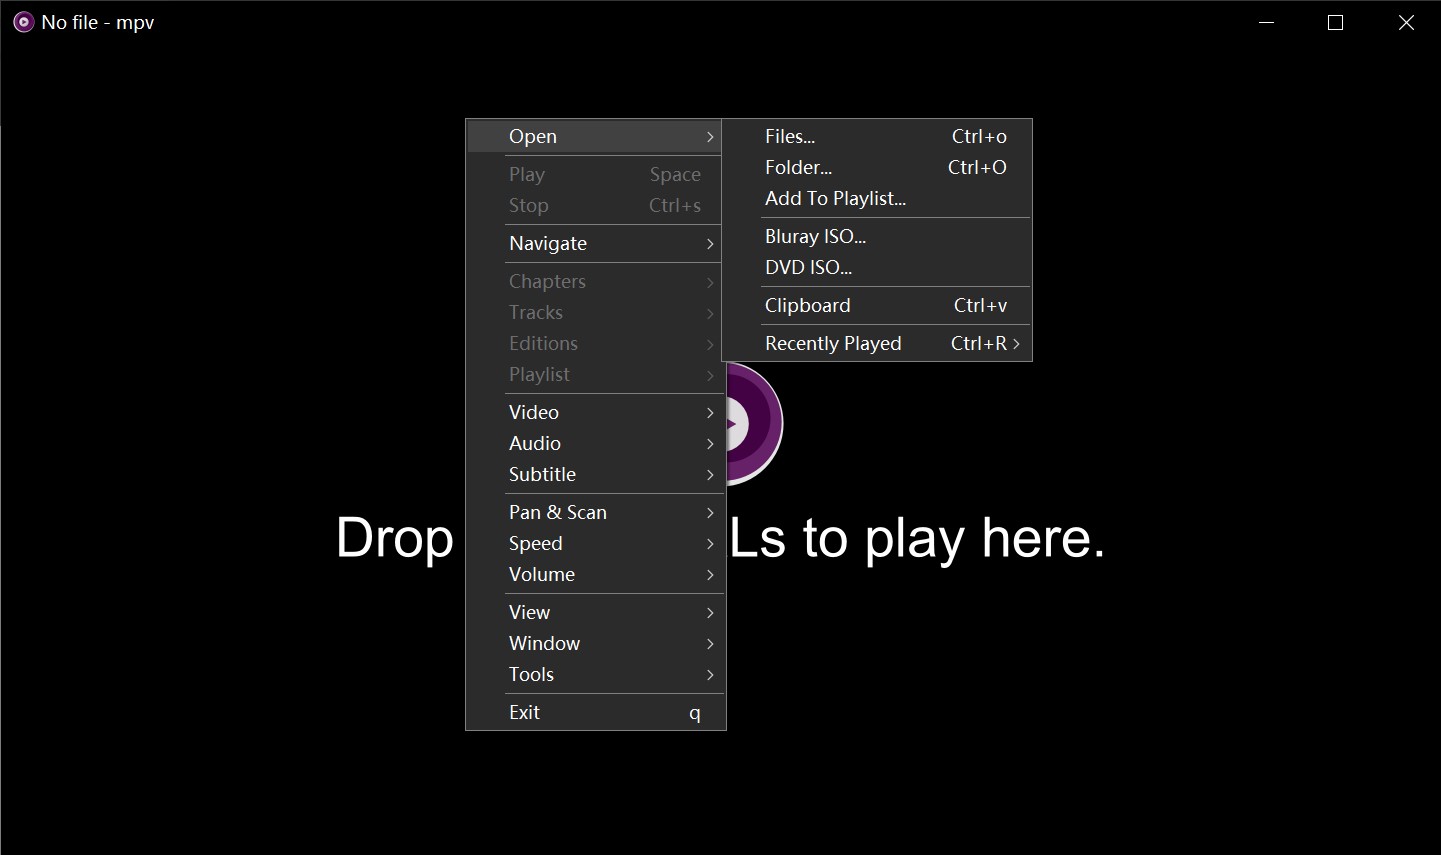 No file - mpv
Open
Play Space
Stop Ctrl+s
Navigate
Chapters
Tracks
Editions
Playlist
Video
Audio
Subtitle
Pan & Scan
Speed
Volume
View
Window
Tools
Exit q
Files... Ctrl+o
Folder... Ctrl+O
Add To Playlist...
Bluray ISO...
DVD ISO...
Clipboard Ctrl+v
Recently Played Ctrl+R
Drop Ls to play here.